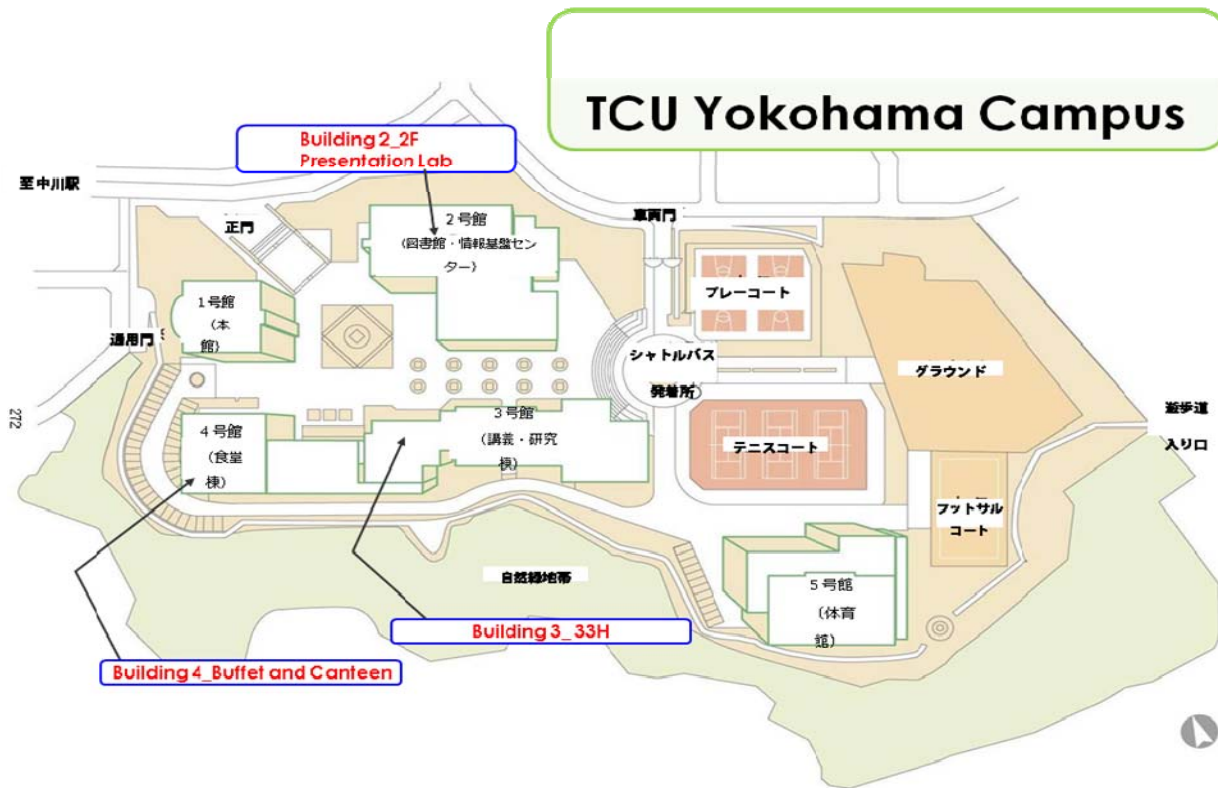 TCU Yokohama Campus
Building 2_2F
Presentation Lab
至中川駅
正門
2号館
(図書館・情報基盤セン
ター)
車両門
プレーコート
1号館
(本
館)
通用門
シャトルバス
発着所
グラウンド
遊歩道
入り口
272
4号館
(食堂
棟)
3号館
(講義・研究
棟)
テニスコート
フットサル
コート
自然緑地帯
5号館
(体育
館)
Building 3_33H
Building 4_Buffet and Canteen